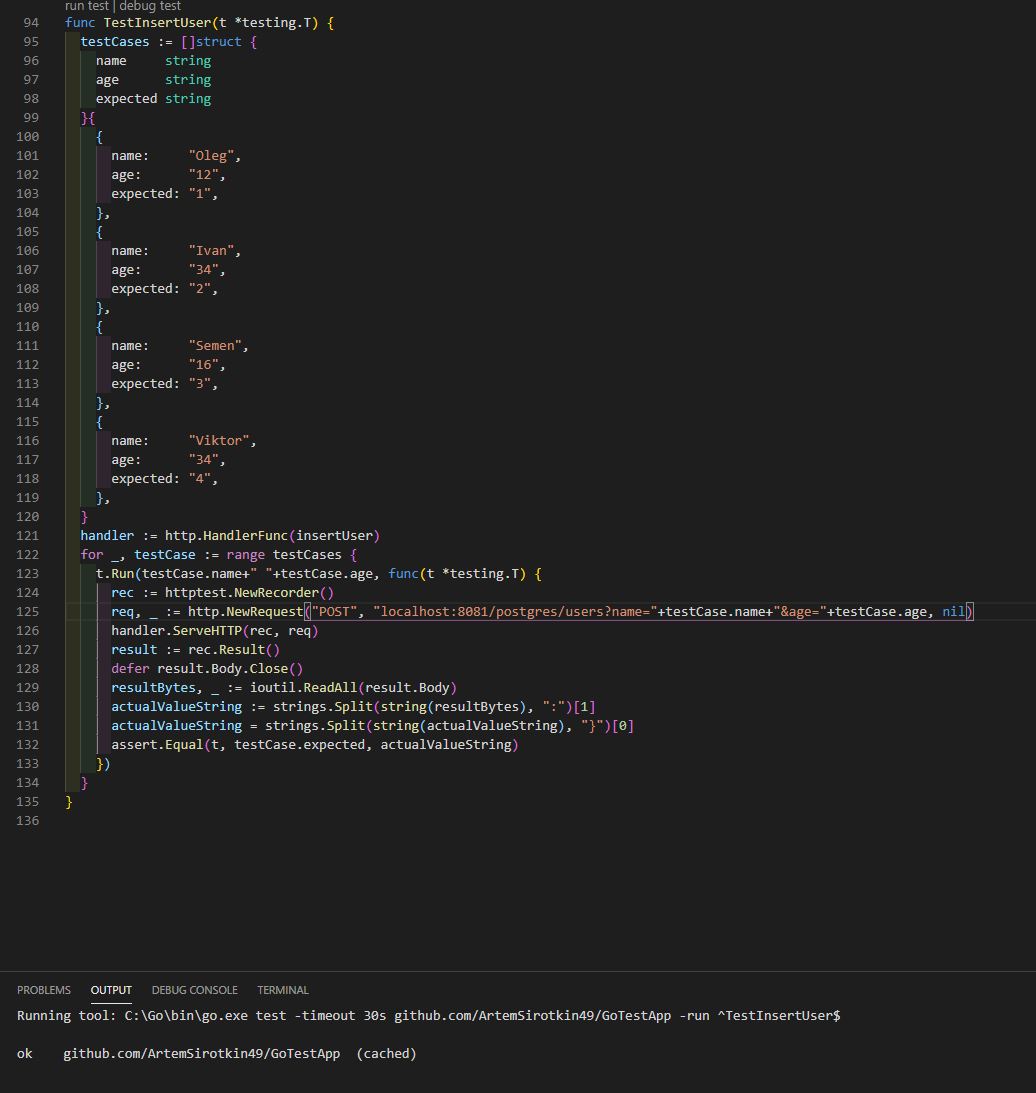 run test | debug test
94 func TestInsertUser(t *testing.T) {
95   testCases := []struct {
96     name     string
97     age      string
98     expected string
99   }{
100     {
101       name:     "Oleg",
102       age:      "12",
103       expected: "1",
104     },
105     {
106       name:     "Ivan",
107       age:      "34",
108       expected: "2",
109     },
110     {
111       name:     "Semen",
112       age:      "16",
113       expected: "3",
114     },
115     {
116       name:     "Viktor",
117       age:      "34",
118       expected: "4",
119     },
120   }
121   handler := http.HandlerFunc(insertUser)
122   for _, testCase := range testCases {
123     t.Run(testCase.name+" "+testCase.age, func(t *testing.T) {
124       rec := httptest.NewRecorder()
125       req, _ := http.NewRequest("POST", "localhost:8081/postgres/users?name="+testCase.name+"&age="+testCase.age, nil)
126       handler.ServeHTTP(rec, req)
127       result := rec.Result()
128       defer result.Body.Close()
129       resultBytes, _ := ioutil.ReadAll(result.Body)
130       actualValueString := strings.Split(string(resultBytes), ":")[1]
131       actualValueString = strings.Split(string(actualValueString), "}")[0]
132       assert.Equal(t, testCase.expected, actualValueString)
133     })
134   }
135 }
136
PROBLEMS OUTPUT DEBUG CONSOLE TERMINAL
Running tool: C:\Go\bin\go.exe test -timeout 30s github.com/ArtemSirotkin49/GoTestApp -run ^TestInsertUser$
ok github.com/ArtemSirotkin49/GoTestApp (cached)